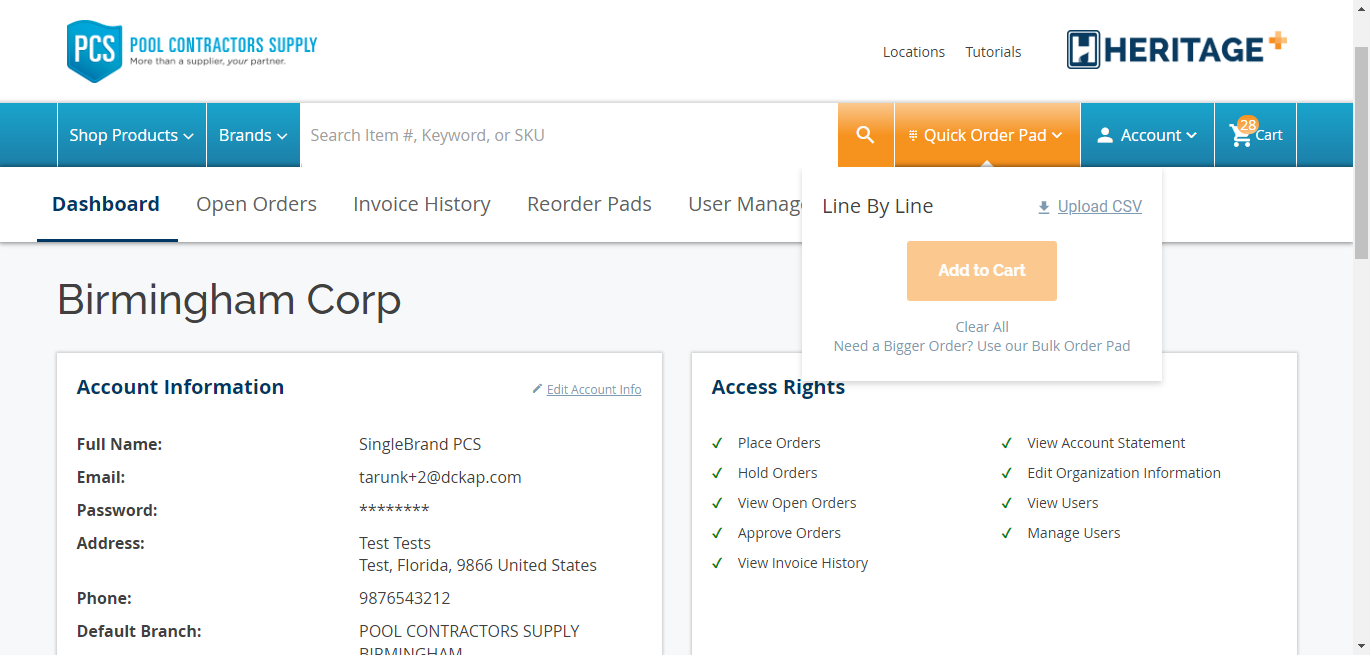 PCS POOL CONTRACTORS SUPPLY
More than a supplier, your partner.
Locations Tutorials
H HERITAGE+
Shop Products Brands Search Item #, Keyword, or SKU Quick Order Pad Account 28 Cart
Dashboard Open Orders Invoice History Reorder Pads User Manag
Line By Line Upload CSV
Add to Cart
Clear All
Need a Bigger Order? Use our Bulk Order Pad
Birmingham Corp
Account Information Edit Account Info
Full Name: SingleBrand PCS
Email: tarunk+2@dckap.com
Password: ********
Address: Test Tests
Test, Florida, 9866 United States
Phone: 9876543212
Default Branch: POOL CONTRACTORS SUPPLY
BIRMINGHAM
Access Rights
Place Orders
Hold Orders
View Open Orders
Approve Orders
View Invoice History
View Account Statement
Edit Organization Information
View Users
Manage Users